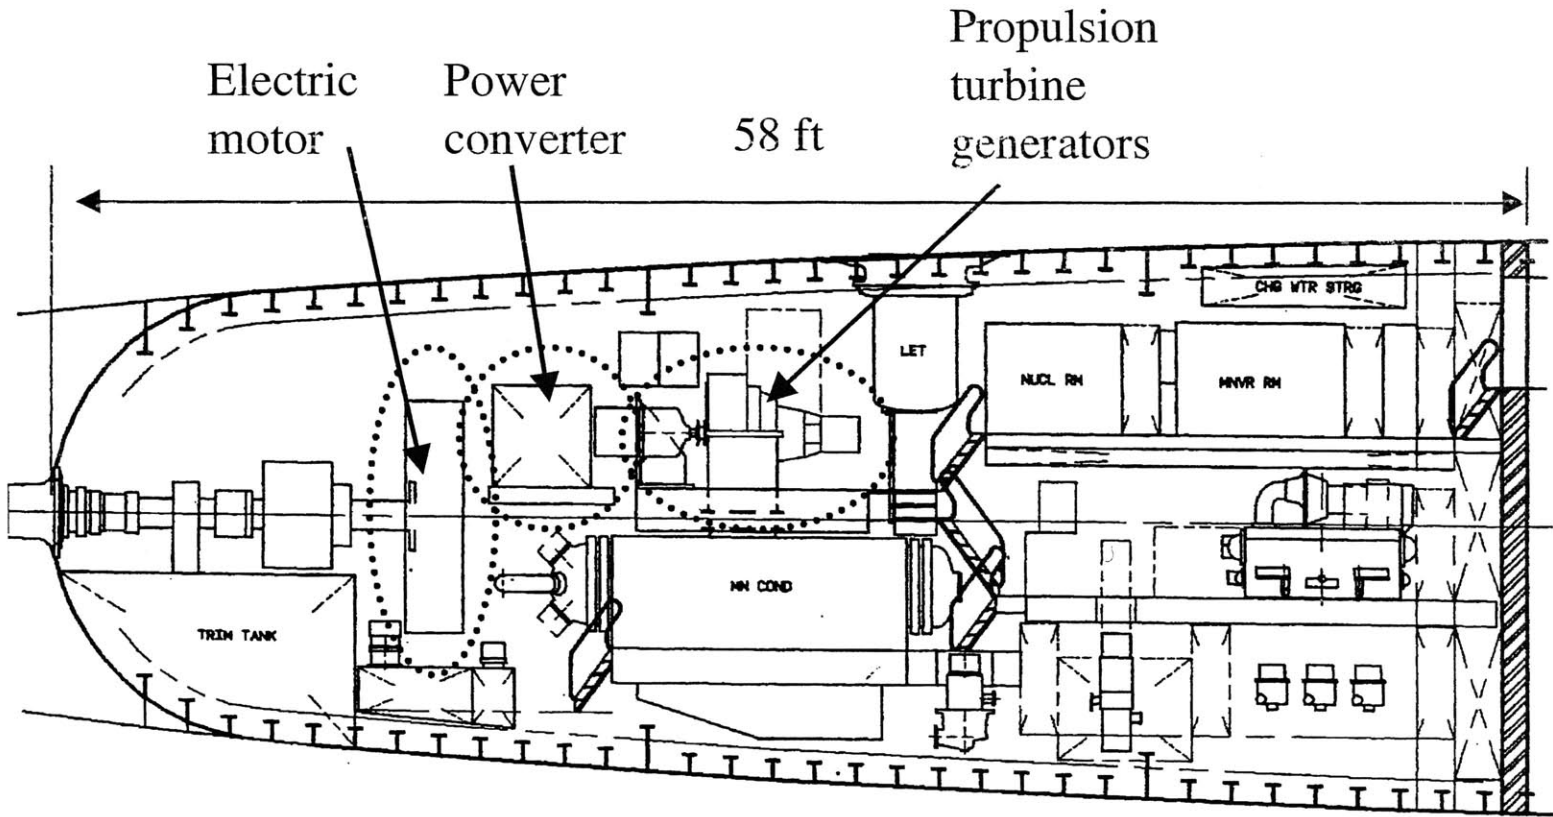 Propulsion
turbine
generators
Electric
motor
Power
converter
58 ft
CHG WTR STRG
LET
NUCL RM
MNVR RM
MN COND
TRIM TANK